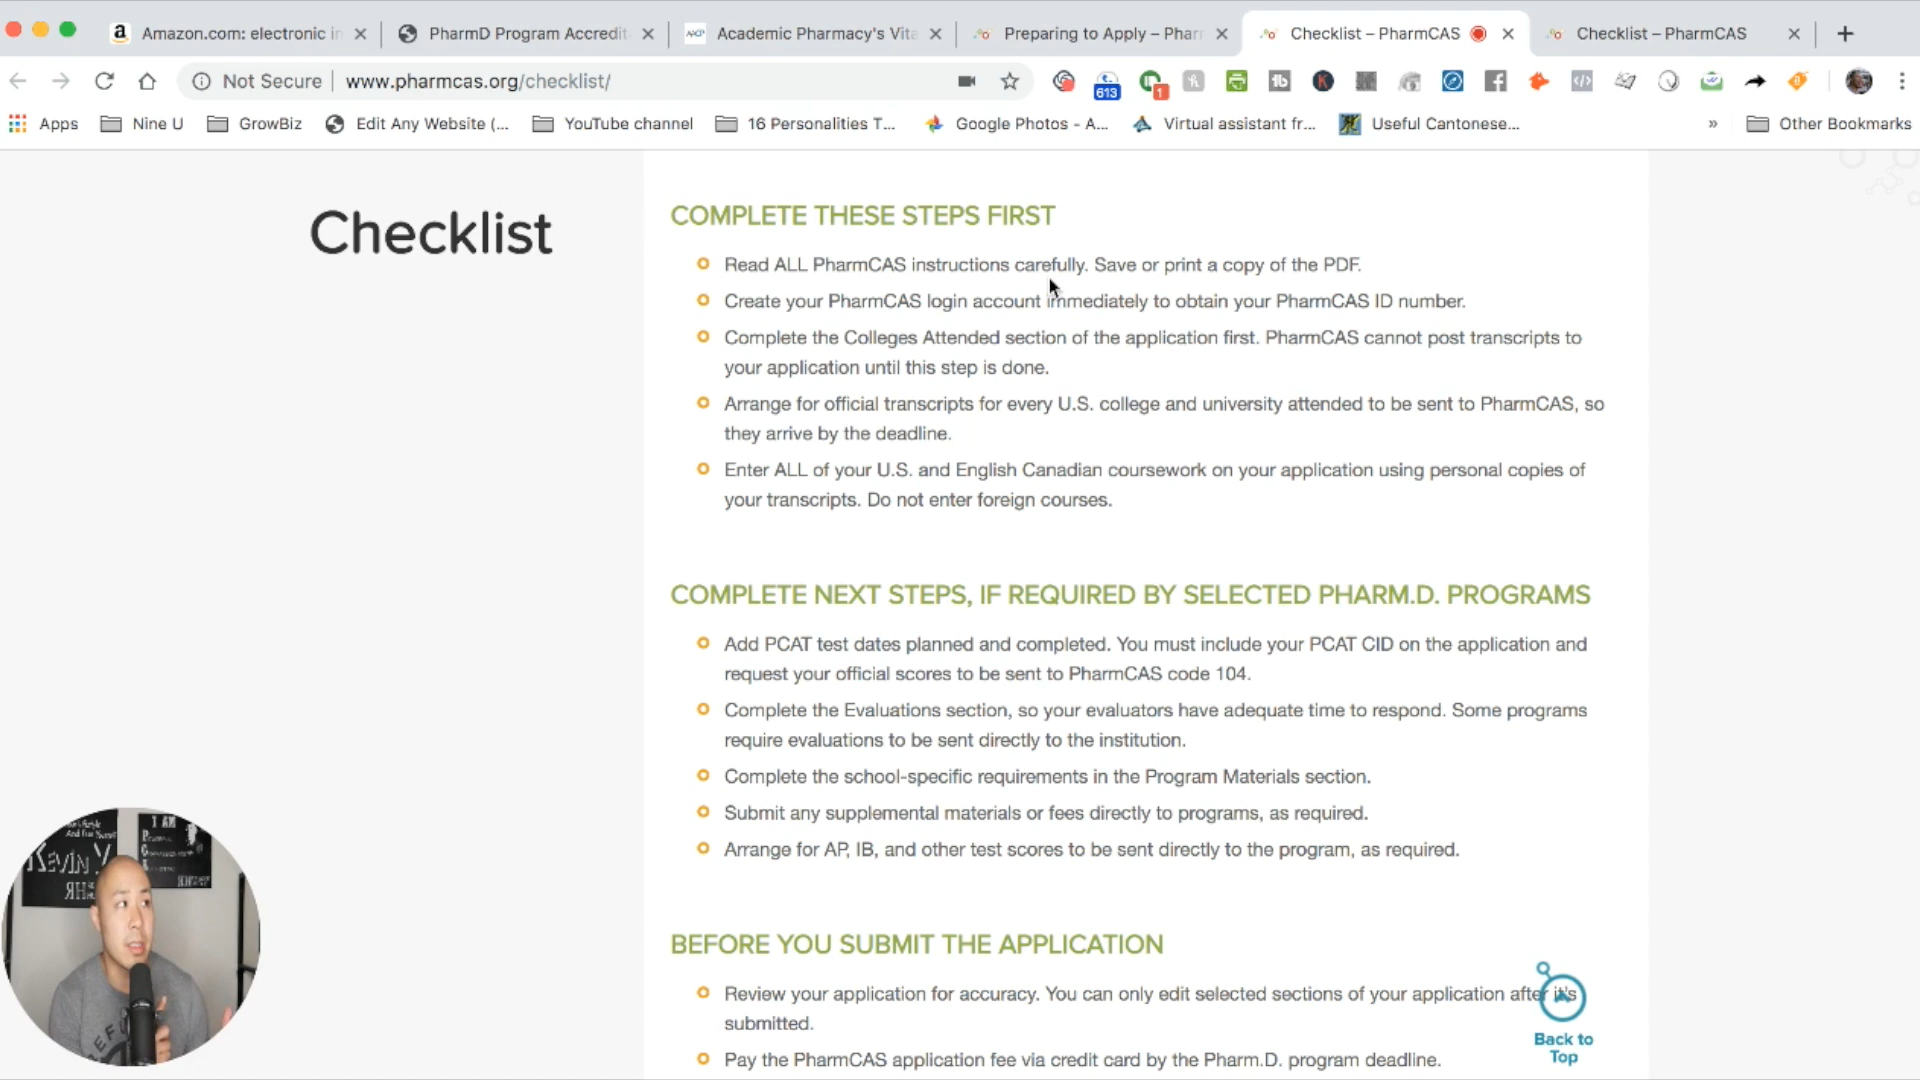 Amazon.com: electronic in
PharmD Program Accredit
Academic Pharmacy's Vita
Preparing to Apply – Phar
Checklist – PharmCAS
Checklist – PharmCAS
Not Secure
www.pharmcas.org/checklist/
613
1
Apps
Nine U
GrowBiz
Edit Any Website (...
YouTube channel
16 Personalities T...
Google Photos - A...
Virtual assistant fr...
Useful Cantonese...
»
Other Bookmarks
Checklist
COMPLETE THESE STEPS FIRST
Read ALL PharmCAS instructions carefully. Save or print a copy of the PDF.
Create your PharmCAS login account immediately to obtain your PharmCAS ID number.
Complete the Colleges Attended section of the application first. PharmCAS cannot post transcripts to
your application until this step is done.
Arrange for official transcripts for every U.S. college and university attended to be sent to PharmCAS, so
they arrive by the deadline.
Enter ALL of your U.S. and English Canadian coursework on your application using personal copies of
your transcripts. Do not enter foreign courses.
COMPLETE NEXT STEPS, IF REQUIRED BY SELECTED PHARM.D. PROGRAMS
Add PCAT test dates planned and completed. You must include your PCAT CID on the application and
request your official scores to be sent to PharmCAS code 104.
Complete the Evaluations section, so your evaluators have adequate time to respond. Some programs
require evaluations to be sent directly to the institution.
Complete the school-specific requirements in the Program Materials section.
Submit any supplemental materials or fees directly to programs, as required.
Arrange for AP, IB, and other test scores to be sent directly to the program, as required.
BEFORE YOU SUBMIT THE APPLICATION
Review your application for accuracy. You can only edit selected sections of your application after it's
submitted.
Pay the PharmCAS application fee via credit card by the Pharm.D. program deadline.
Back to
Top
I AM
KEVIN Y